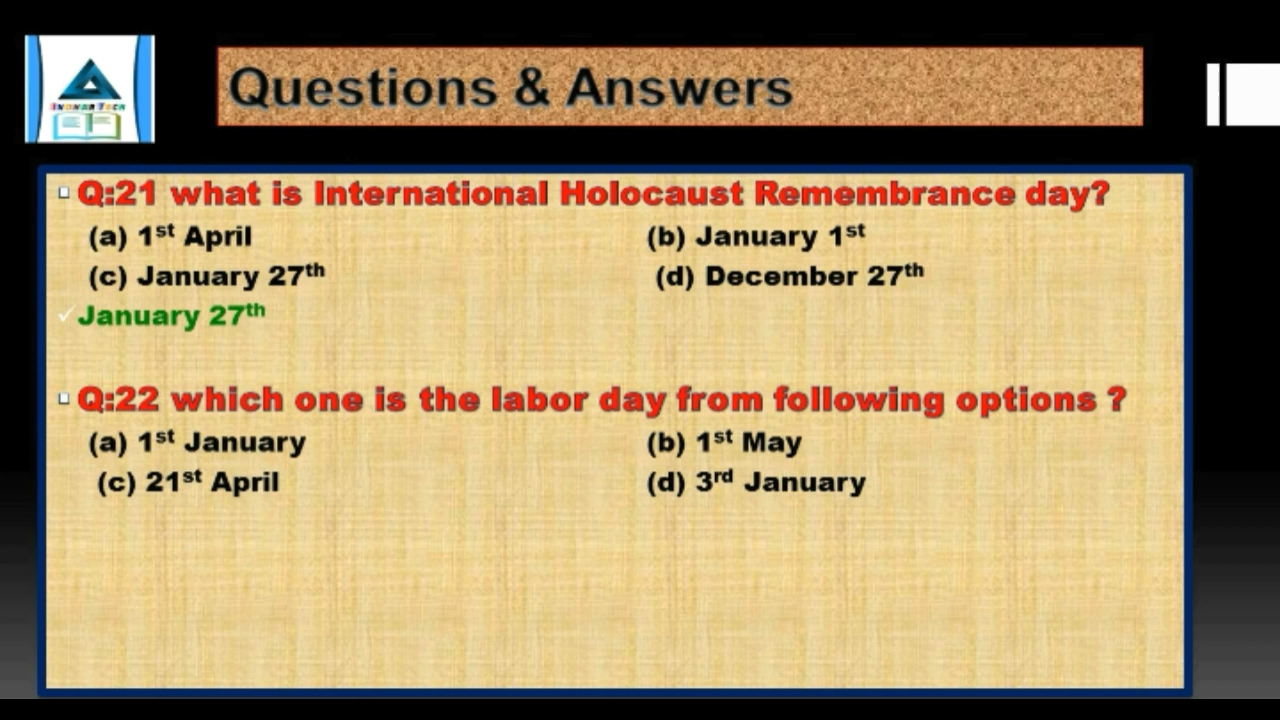 Questions & Answers
Q:21 what is International Holocaust Remembrance day?
(a) 1st April (b) January 1st
(c) January 27th (d) December 27th
January 27th
Q:22 which one is the labor day from following options ?
(a) 1st January (b) 1st May
(c) 21st April (d) 3rd January